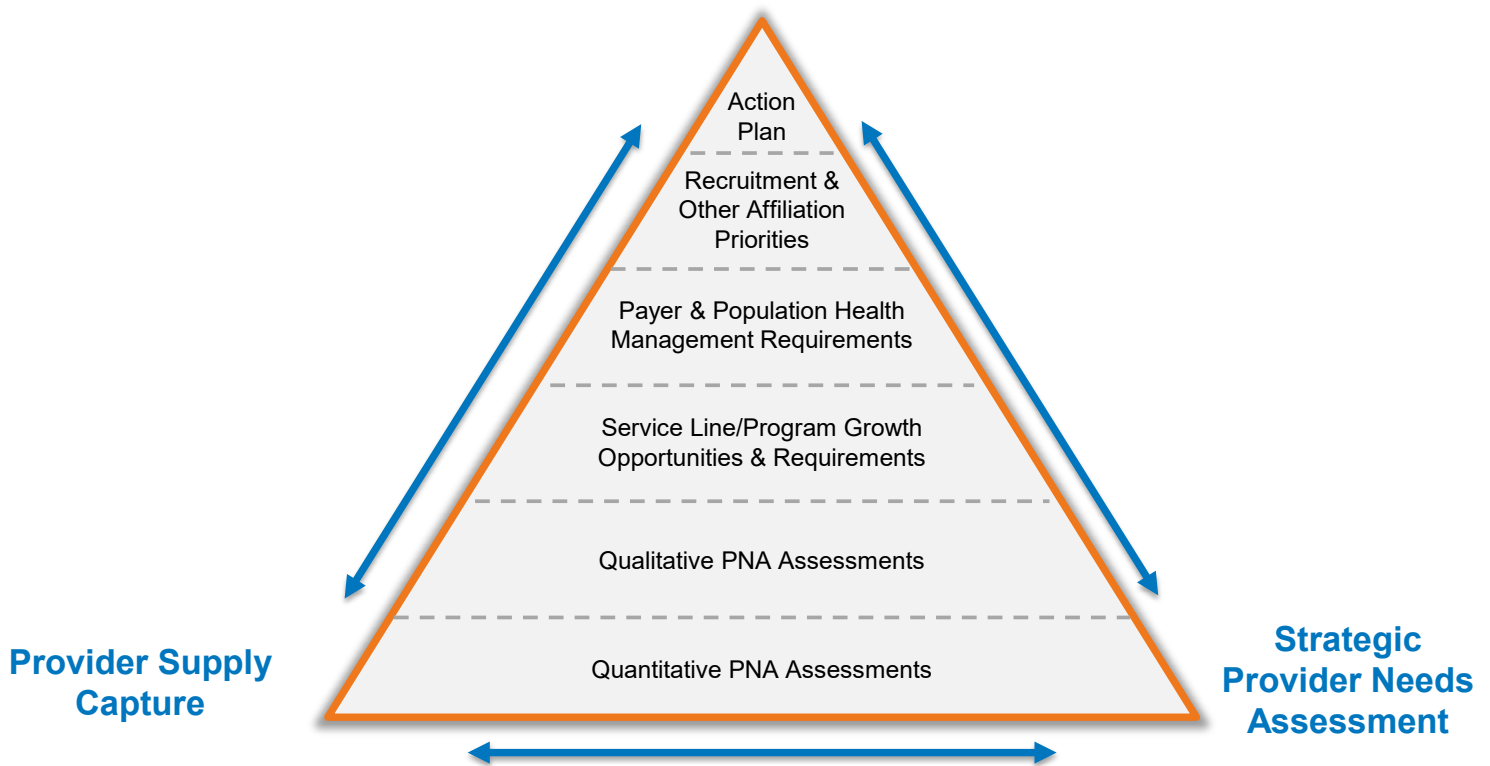 Action
Plan
Recruitment &
Other Affiliation
Priorities
Payer & Population Health
Management Requirements
Service Line/Program Growth
Opportunities & Requirements
Qualitative PNA Assessments
Quantitative PNA Assessments
Provider Supply
Capture
Strategic
Provider Needs
Assessment